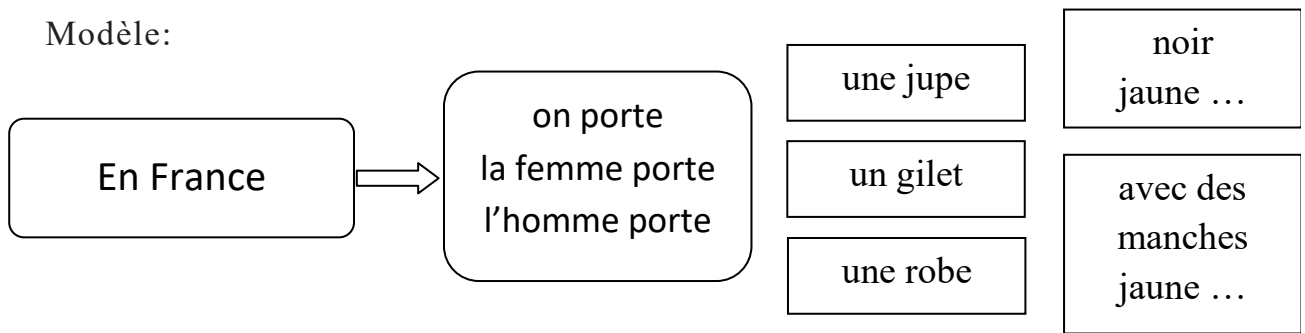 Modèle:
En France
on porte
la femme porte
l’homme porte
une jupe
un gilet
une robe
noir
jaune …
avec des
manches
jaune …